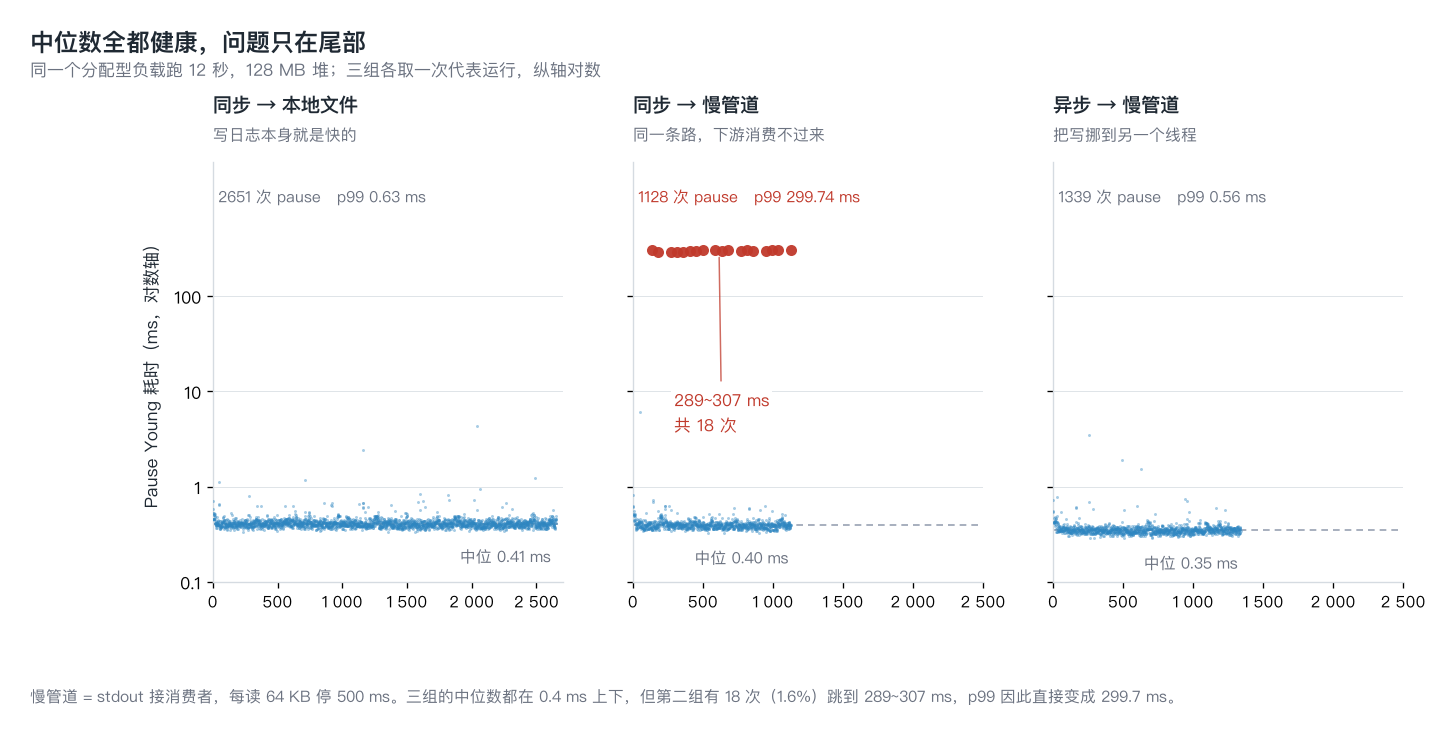 中位数全都健康，问题只在尾部
同一个分配型负载跑 12 秒，128 MB 堆；三组各取一次代表运行，纵轴对数
同步 → 本地文件
写日志本身就是快的
2651 次 pause p99 0.63 ms
Pause Young 耗时（ms，对数轴）
100
10
1
0.1
中位 0.41 ms
0 500 1 000 1 500 2 000 2 500
同步 → 慢管道
同一条路，下游消费不过来
1128 次 pause p99 299.74 ms
289~307 ms
共 18 次
中位 0.40 ms
0 500 1 000 1 500 2 000 2 500
异步 → 慢管道
把写挪到另一个线程
1339 次 pause p99 0.56 ms
中位 0.35 ms
0 500 1 000 1 500 2 000 2 500
慢管道 = stdout 接消费者，每读 64 KB 停 500 ms。三组的中位数都在 0.4 ms 上下，但第二组有 18 次（1.6%）跳到 289~307 ms，p99 因此直接变成 299.7 ms。